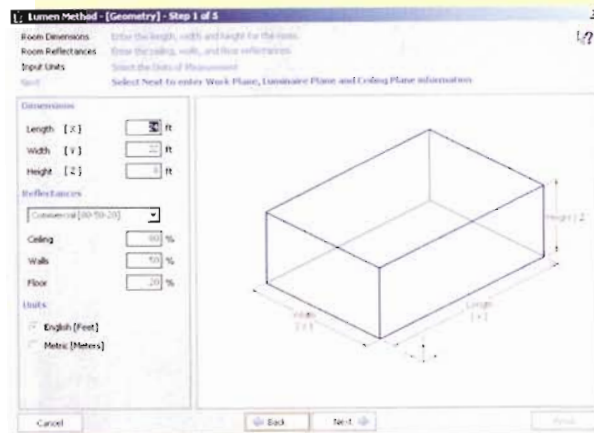 Lumen Method - [Geometry] - Step 1 of 5
Room Dimensions Enter the length, width and height for the room.
Room Reflectances Enter the ceiling, walls, and floor reflectances.
Input Units Select the Units of Measurement
Next Select Next to enter Work Plane, Luminaire Plane and Ceiling Plane information
Dimensions
Length [X] ft
Width [Y] ft
Height [Z] ft
Reflectances
Commercial [80-50-20]
Ceiling 80 %
Walls 50 %
Floor 20 %
Units
English [Feet]
Metric [Meters]
Height [Z]
Width
Length
Cancel
Back
Next